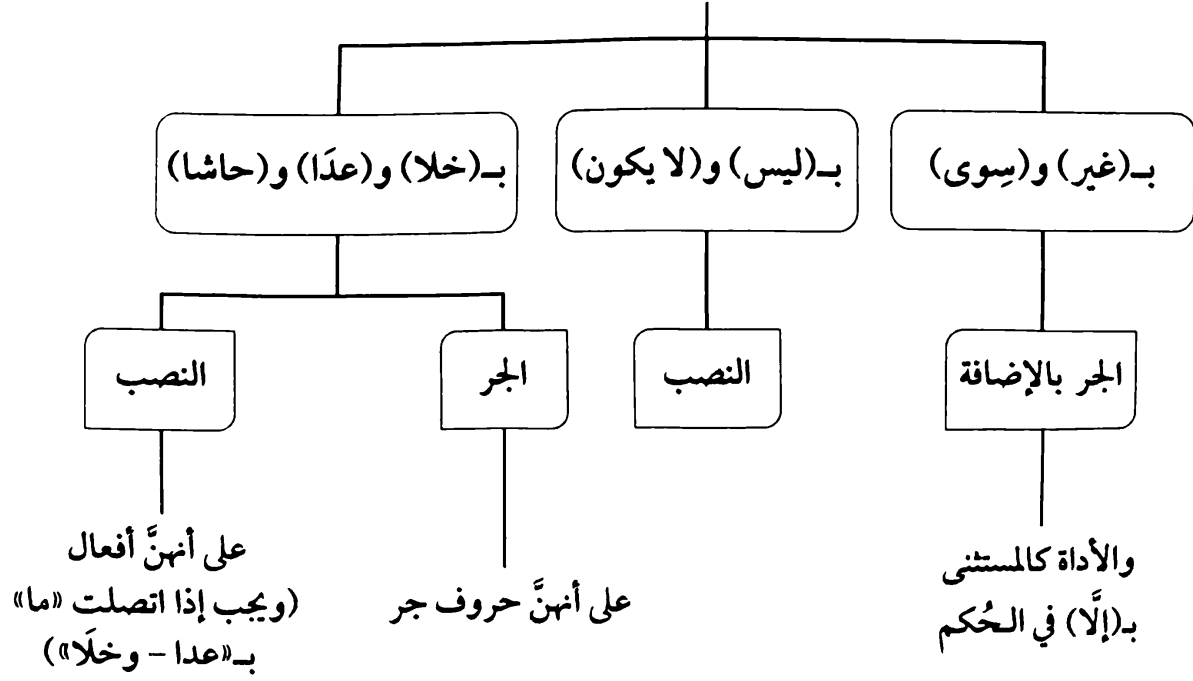 بـ(غير) و(سِوى)
بـ(ليس) و(لا يكون)
بـ(خلا) و(عدَا) و(حاشا)
الجر بالإضافة
النصب
الجر
النصب
والأداة كالمستثنى
بـ(إلَّا) في الـحُكم
على أنهنَّ حروف جر
على أنهنَّ أفعال
(ويجب إذا اتصلت «ما»
بـ«عدا – وخلَا»)